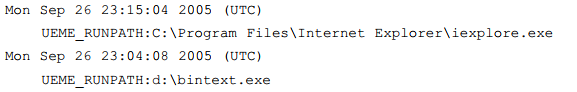 Mon Sep 26 23:15:04 2005 (UTC)
UEME_RUNPATH:C:\Program Files\Internet Explorer\iexplore.exe
Mon Sep 26 23:04:08 2005 (UTC)
UEME_RUNPATH:d:\bintext.exe